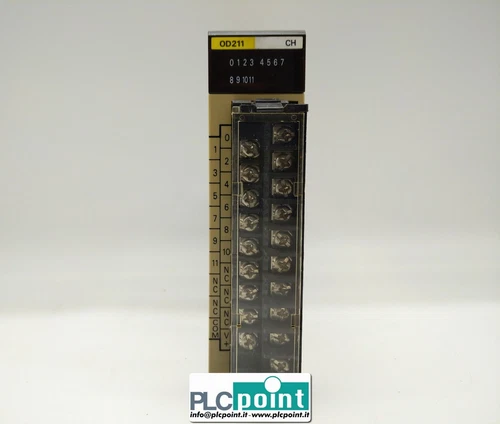 OD211 CH
0 1 2 3 4 5 6 7
8 9 10 11
0
1
2
3
4
5
6
7
8
9
10
11
NC
NC
NC
NC
NC
COM
V+
PLCpoint
info@plcpoint.it - www.plcpoint.it